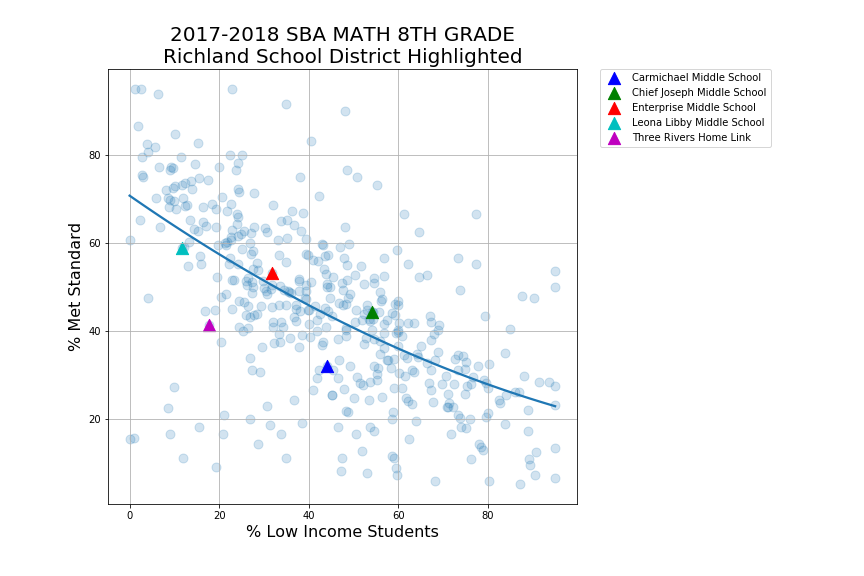 2017-2018 SBA MATH 8TH GRADE
Richland School District Highlighted
Carmichael Middle School
Chief Joseph Middle School
Enterprise Middle School
Leona Libby Middle School
Three Rivers Home Link
% Met Standard
80
60
40
20
0 20 40 60 80
% Low Income Students